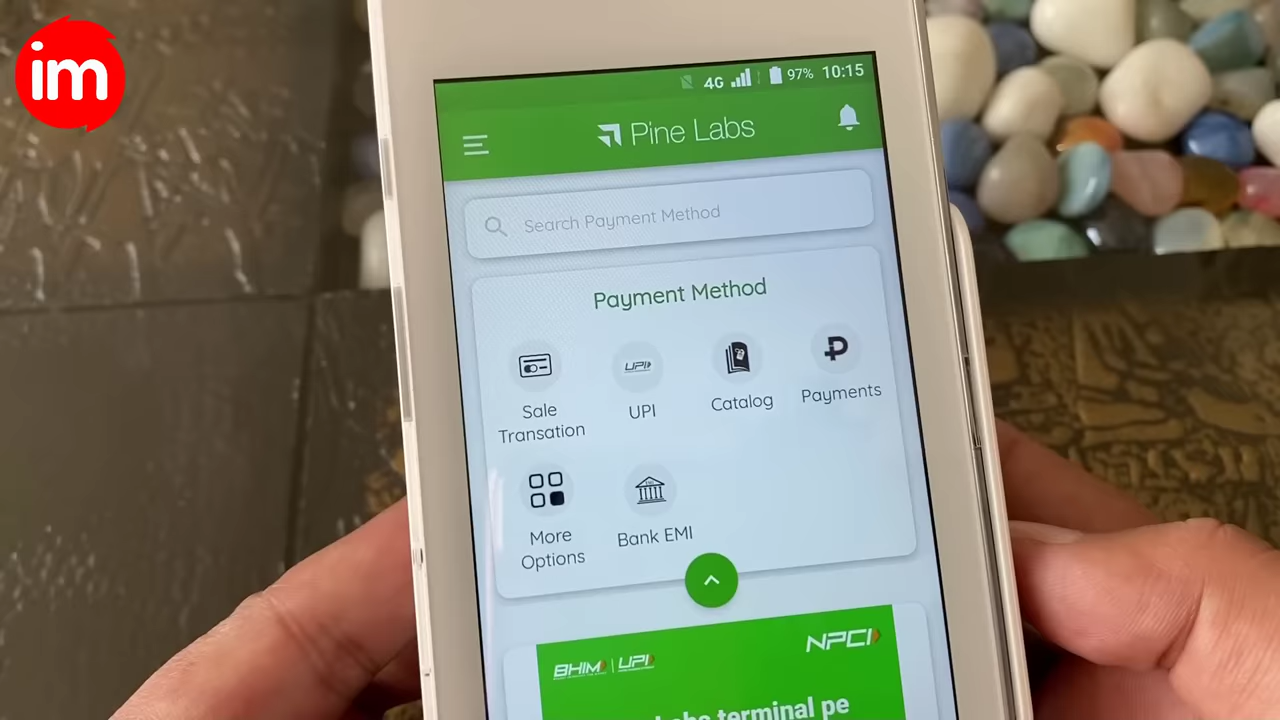 im
4G 97% 10:15
Pine Labs
Search Payment Method
Payment Method
Sale
Transation
UPI
Catalog
Payments
More
Options
Bank EMI
BHIM UPI
NPCI
terminal pe